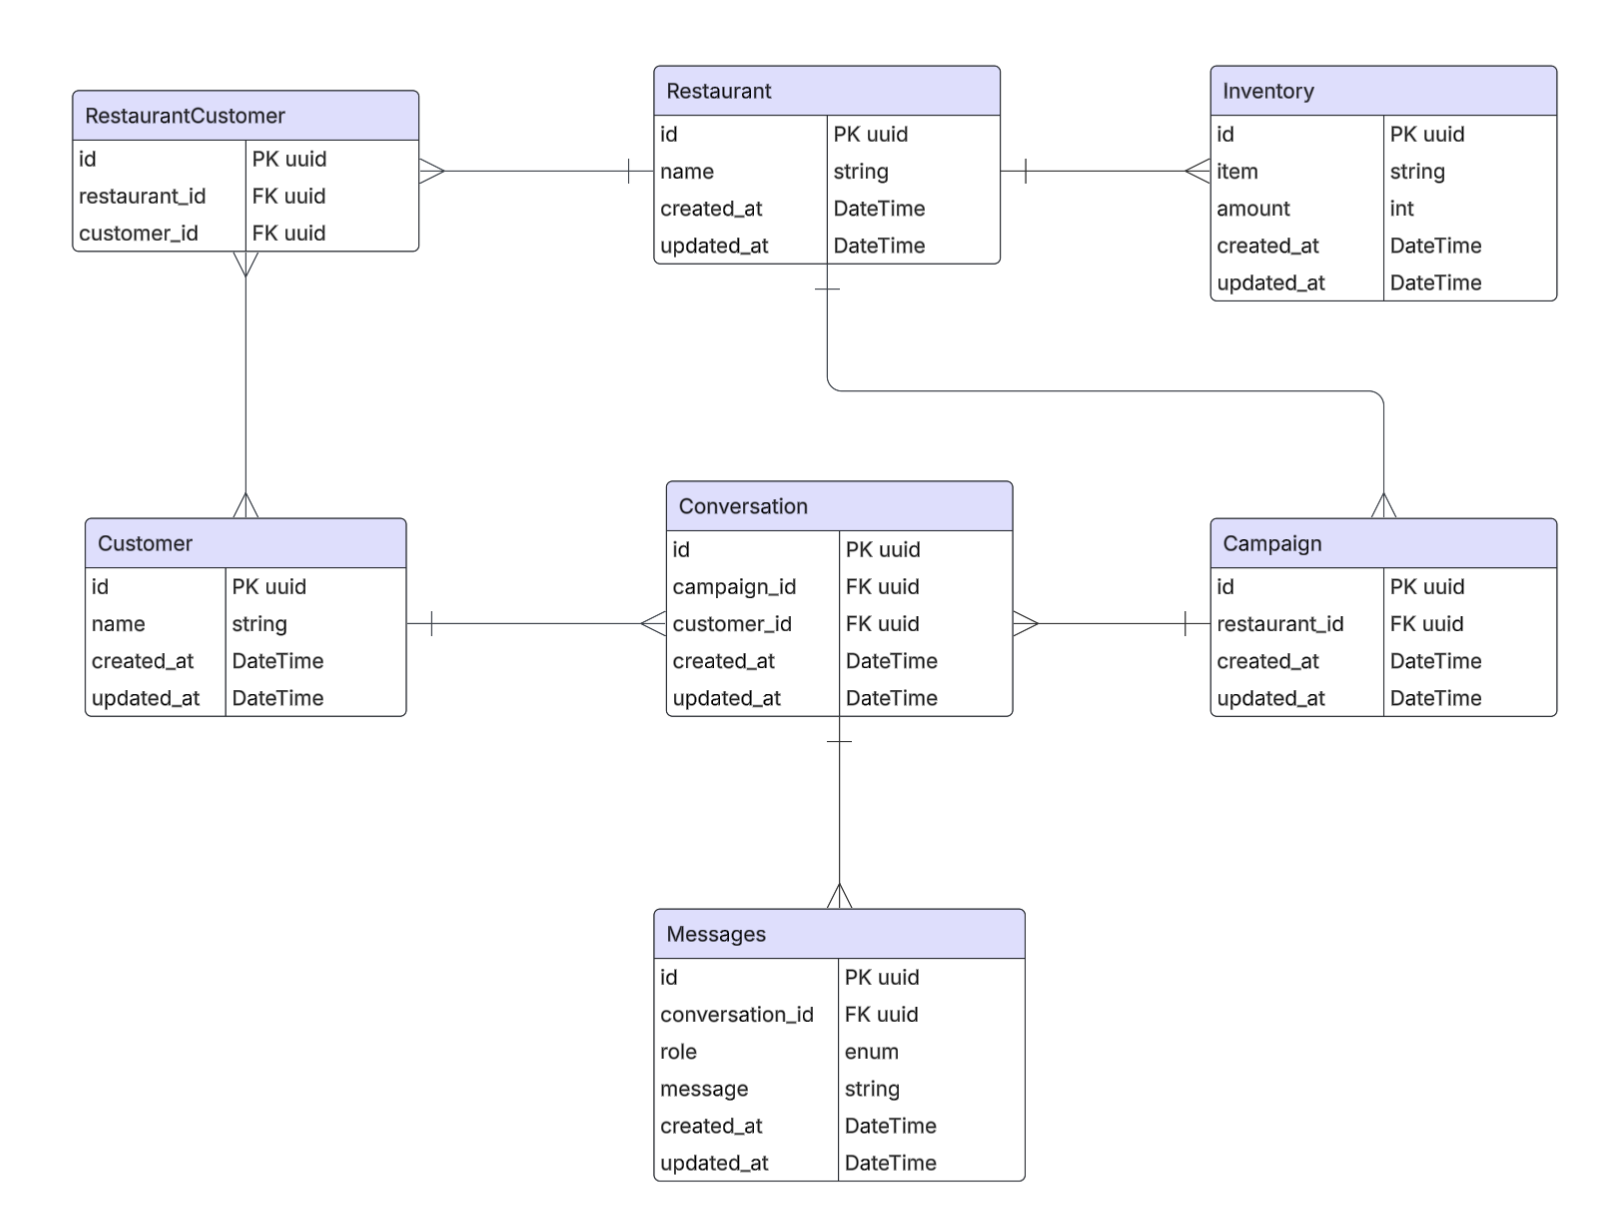 RestaurantCustomer
id PK uuid
restaurant_id FK uuid
customer_id FK uuid
Restaurant
id PK uuid
name string
created_at DateTime
updated_at DateTime
Inventory
id PK uuid
item string
amount int
created_at DateTime
updated_at DateTime
Customer
id PK uuid
name string
created_at DateTime
updated_at DateTime
Conversation
id PK uuid
campaign_id FK uuid
customer_id FK uuid
created_at DateTime
updated_at DateTime
Campaign
id PK uuid
restaurant_id FK uuid
created_at DateTime
updated_at DateTime
Messages
id PK uuid
conversation_id FK uuid
role enum
message string
created_at DateTime
updated_at DateTime